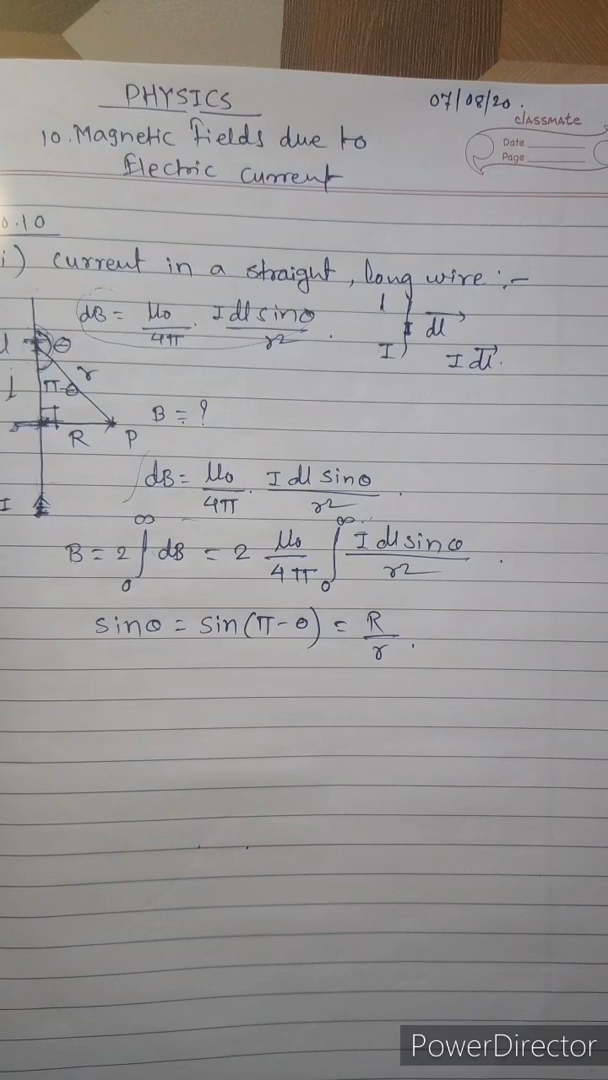 PHYSICS 07/08/20.
classmate
Date
Page
10. Magnetic fields due to
Electric current
0.10
i) current in a straight, long wire :-
dB = μ₀/4π . I dl sinθ/r² . l dl→
I I dl→.
l θ
r
π-θ
R P B = ?
dB = μ₀/4π . I dl sinθ/r² .
I
B = 2 ∫₀^∞ dB = 2 μ₀/4π ∫₀^∞ I dl sinθ/r² .
sinθ = sin(π-θ) = R/r .
PowerDirector